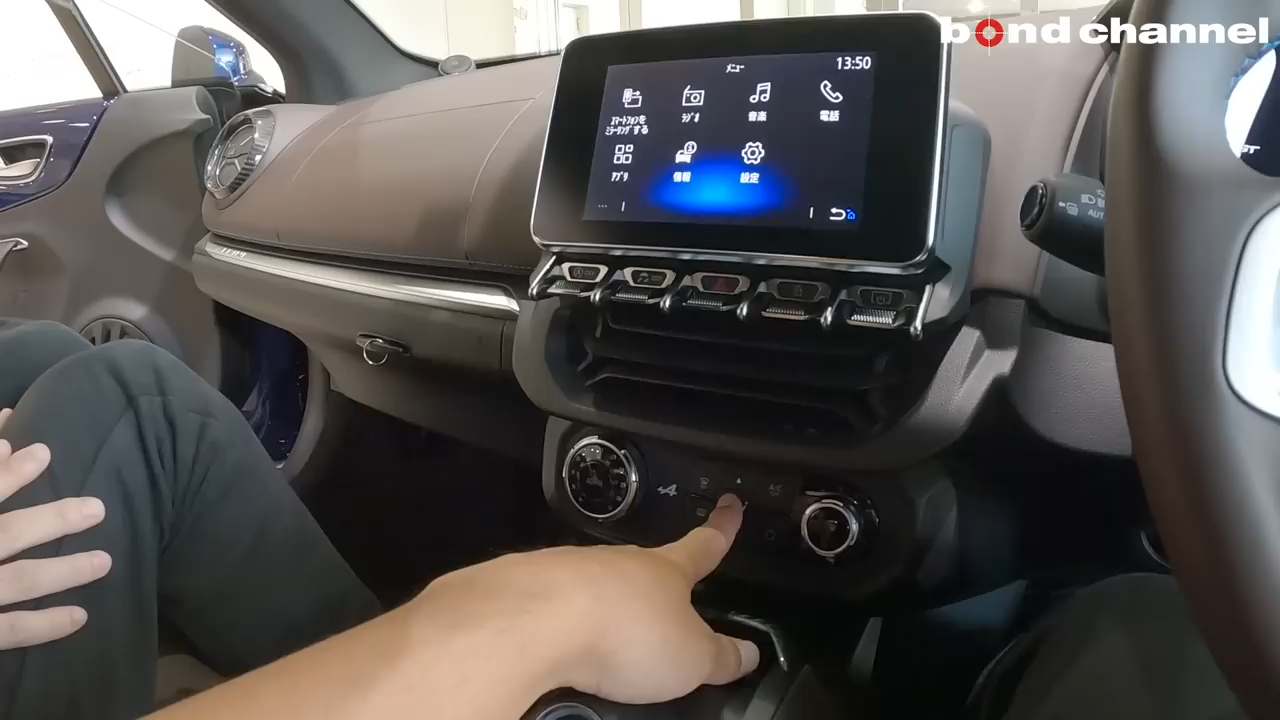 bond channel
メニュー
13:50
スマートフォンを
ミラーリングする
ラジオ
音楽
電話
アプリ
情報
設定
AUTO
A/C